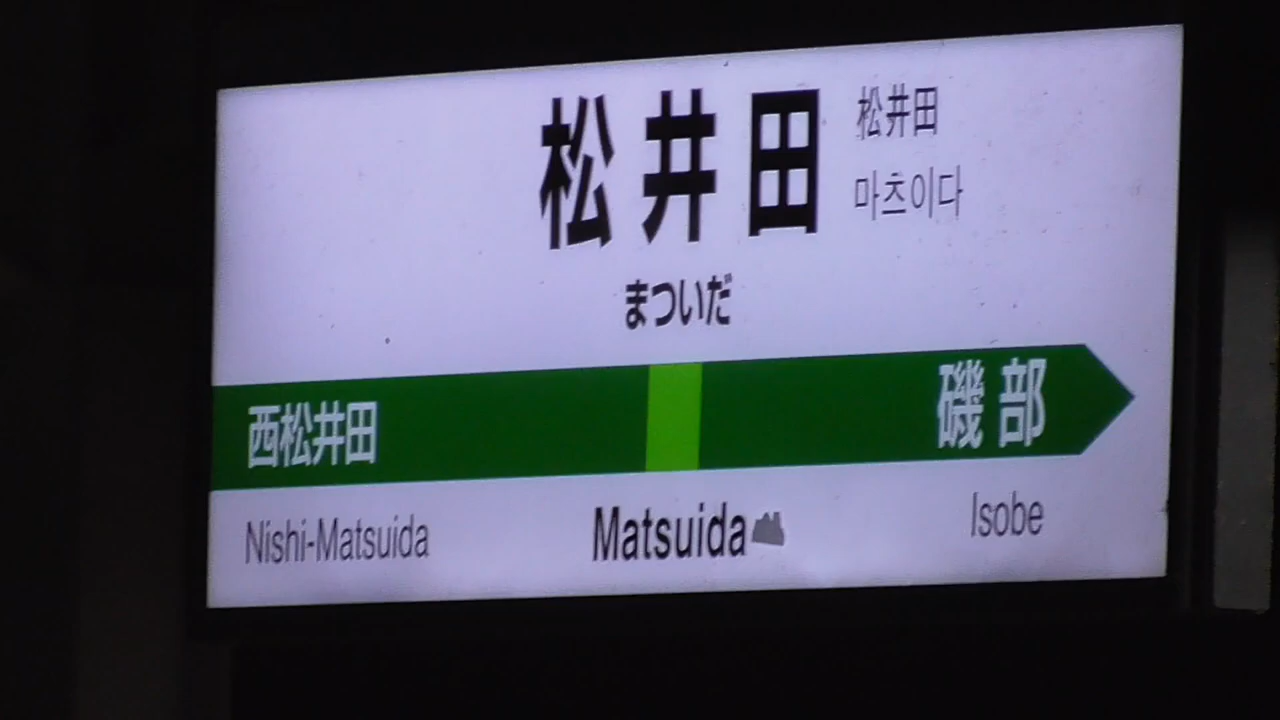 松井田
松井田
마츠이다
まついだ
西松井田
磯部
Nishi-Matsuida
Matsuida
Isobe